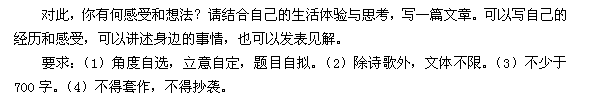 对此，你有何感受和想法？请结合自己的生活体验与思考，写一篇文章。可以写自己的
经历和感受，可以讲述身边的事情，也可以发表见解。
要求：（1）角度自选，立意自定，题目自拟。（2）除诗歌外，文体不限。（3）不少于
700字。（4）不得套作，不得抄袭。